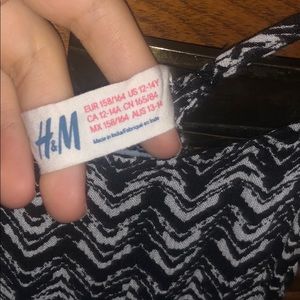 H&M
EUR 158/164 US 12-14Y
CA 12-14A CN 165/84
MX 158/164 AUS 13-14
Made in India/Fabriqué en Inde